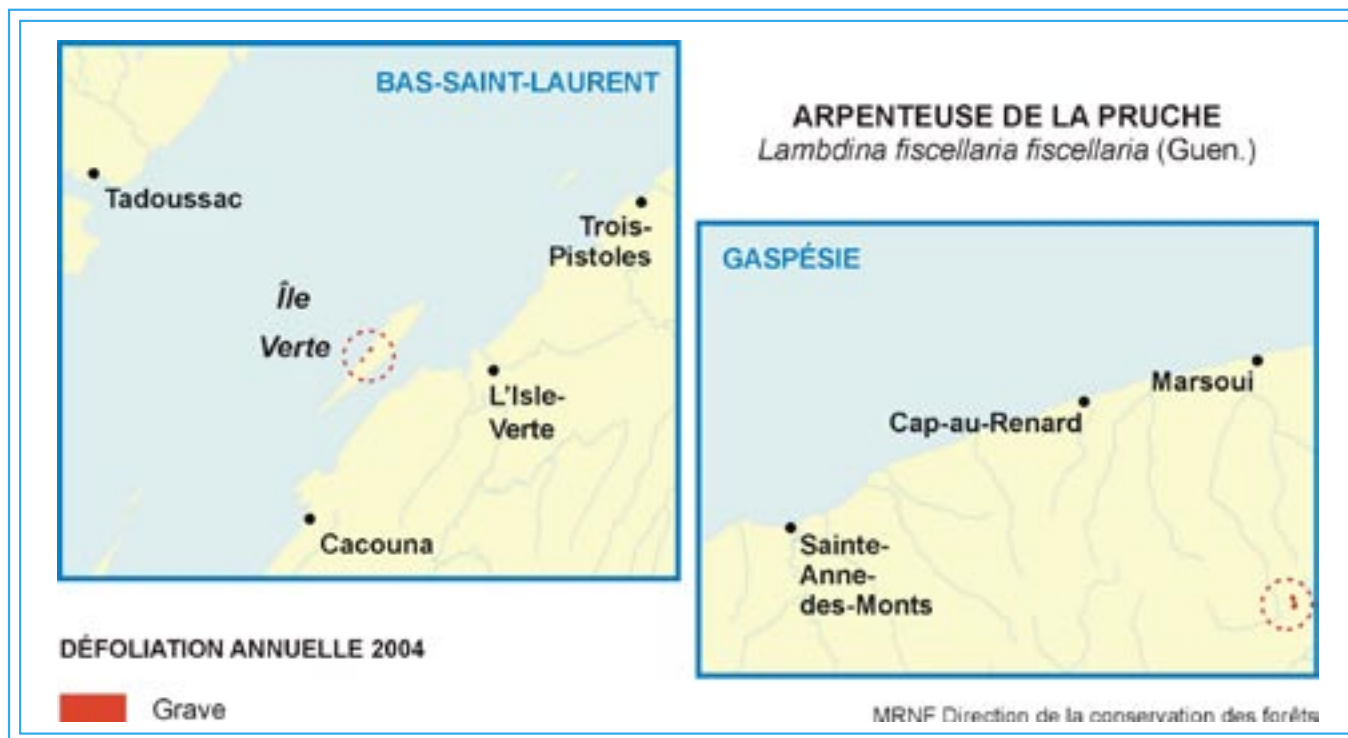 BAS-SAINT-LAURENT
Tadoussac
Trois-
Pistoles
Île
Verte
L'Isle-
Verte
Cacouna
ARPENTEUSE DE LA PRUCHE
Lambdina fiscellaria fiscellaria (Guen.)
GASPÉSIE
Marsoui
Cap-au-Renard
Sainte-
Anne-
des-Monts
DÉFOLIATION ANNUELLE 2004
Grave
MRNF Direction de la conservation des forêts